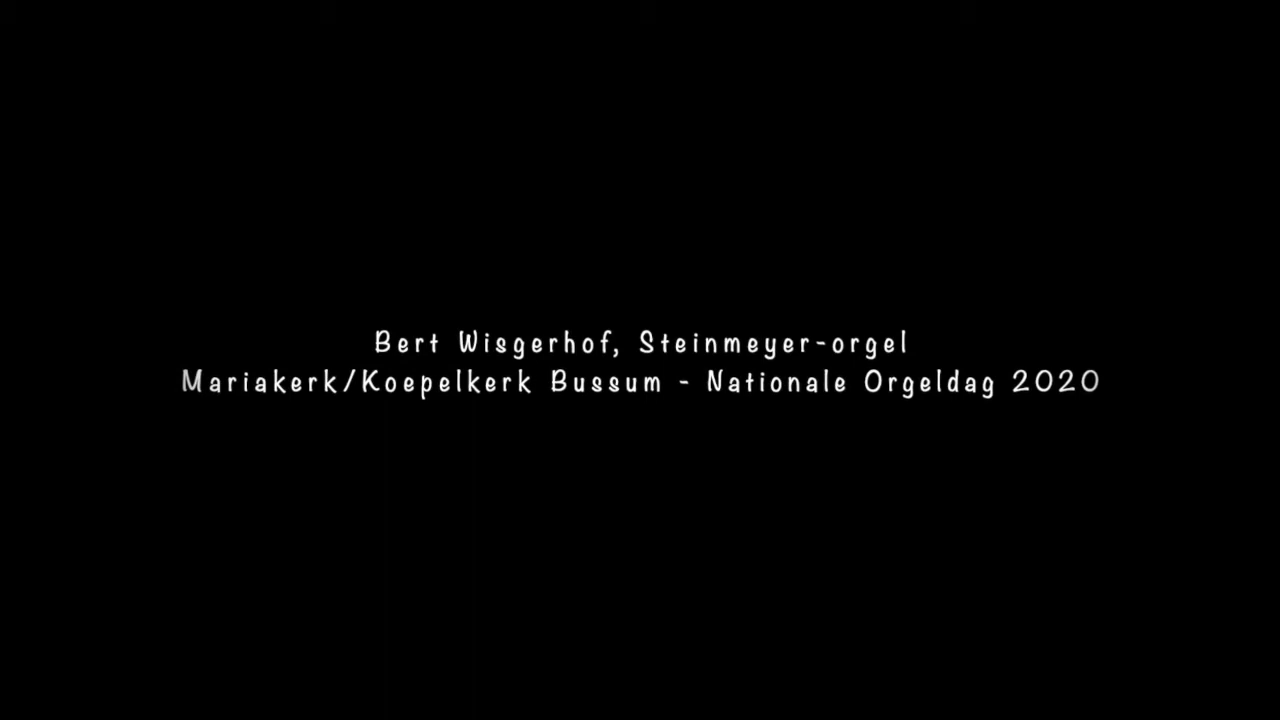 Bert Wisgerhof, Steinmeyer-orgel
Mariakerk/Koepelkerk Bussum - Nationale Orgeldag 2020